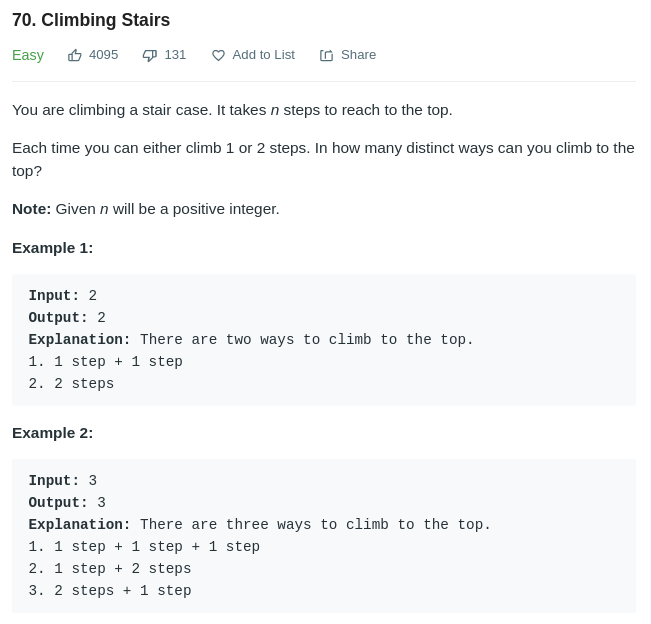 70. Climbing Stairs
Easy 4095 131 Add to List Share
You are climbing a stair case. It takes n steps to reach to the top.
Each time you can either climb 1 or 2 steps. In how many distinct ways can you climb to the
top?
Note: Given n will be a positive integer.
Example 1:
Input: 2
Output: 2
Explanation: There are two ways to climb to the top.
1. 1 step + 1 step
2. 2 steps
Example 2:
Input: 3
Output: 3
Explanation: There are three ways to climb to the top.
1. 1 step + 1 step + 1 step
2. 1 step + 2 steps
3. 2 steps + 1 step